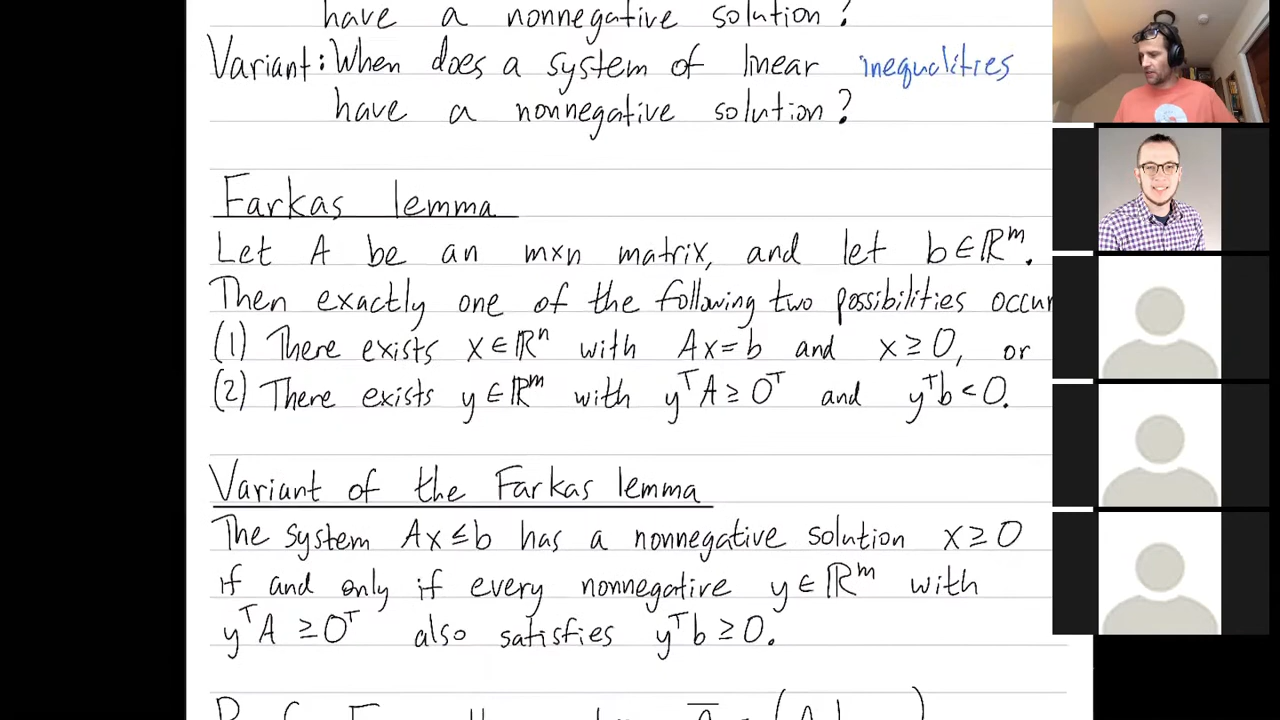 have a nonnegative solution?
Variant: When does a system of linear inequalities
have a nonnegative solution?
Farkas lemma
Let A be an m×n matrix, and let b∈ℝᵐ.
Then exactly one of the following two possibilities occur
(1) There exists x∈ℝⁿ with Ax=b and x≥0, or
(2) There exists y∈ℝᵐ with yᵀA≥0ᵀ and yᵀb<0.
Variant of the Farkas lemma
The system Ax≤b has a nonnegative solution x≥0
if and only if every nonnegative y∈ℝᵐ with
yᵀA≥0ᵀ also satisfies yᵀb≥0.